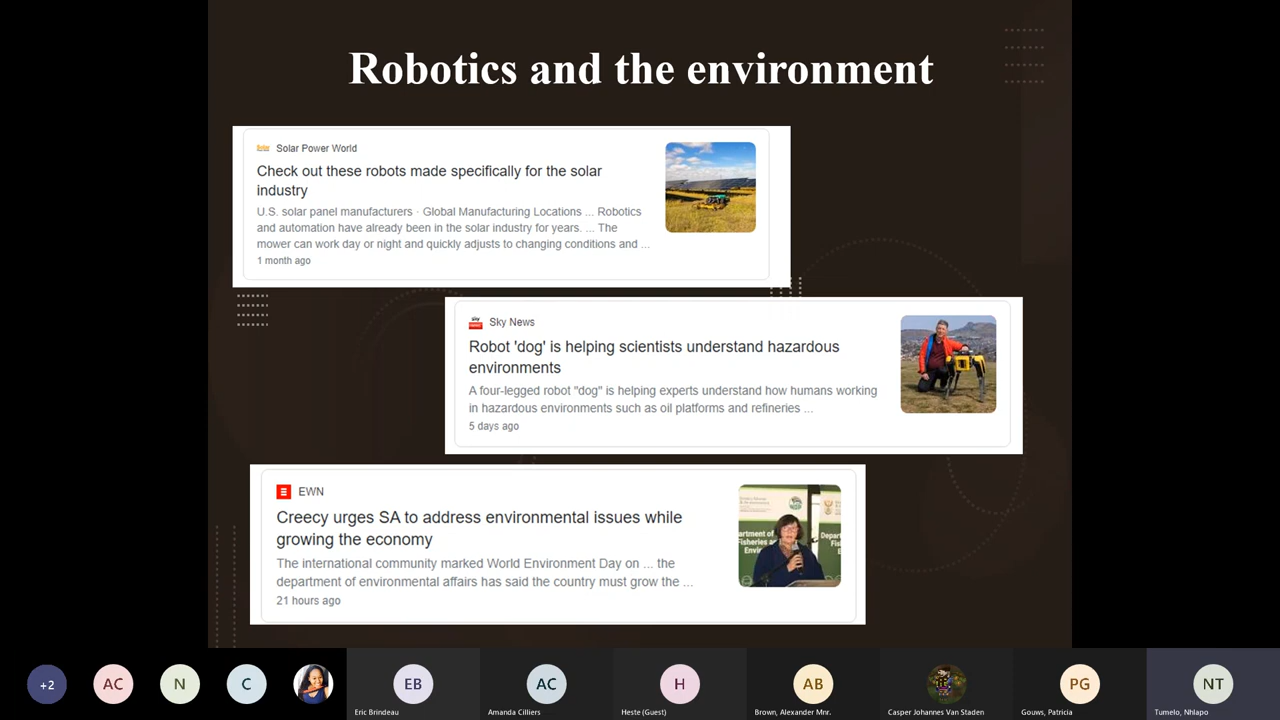 Robotics and the environment
Solar Power World
Check out these robots made specifically for the solar
industry
U.S. solar panel manufacturers · Global Manufacturing Locations ... Robotics
and automation have already been in the solar industry for years. ... The
mower can work day or night and quickly adjusts to changing conditions and ...
1 month ago
Sky News
Robot 'dog' is helping scientists understand hazardous
environments
A four-legged robot "dog" is helping experts understand how humans working
in hazardous environments such as oil platforms and refineries ...
5 days ago
EWN
Creecy urges SA to address environmental issues while
growing the economy
The international community marked World Environment Day on ... the
department of environmental affairs has said the country must grow the ...
21 hours ago
+2
AC
N
C
EB
Eric Brindeau
AC
Amanda Cilliers
H
Heste (Guest)
AB
Brown, Alexander Mnr.
Casper Johannes Van Staden
PG
Gouws, Patricia
NT
Tumelo, Nhlapo